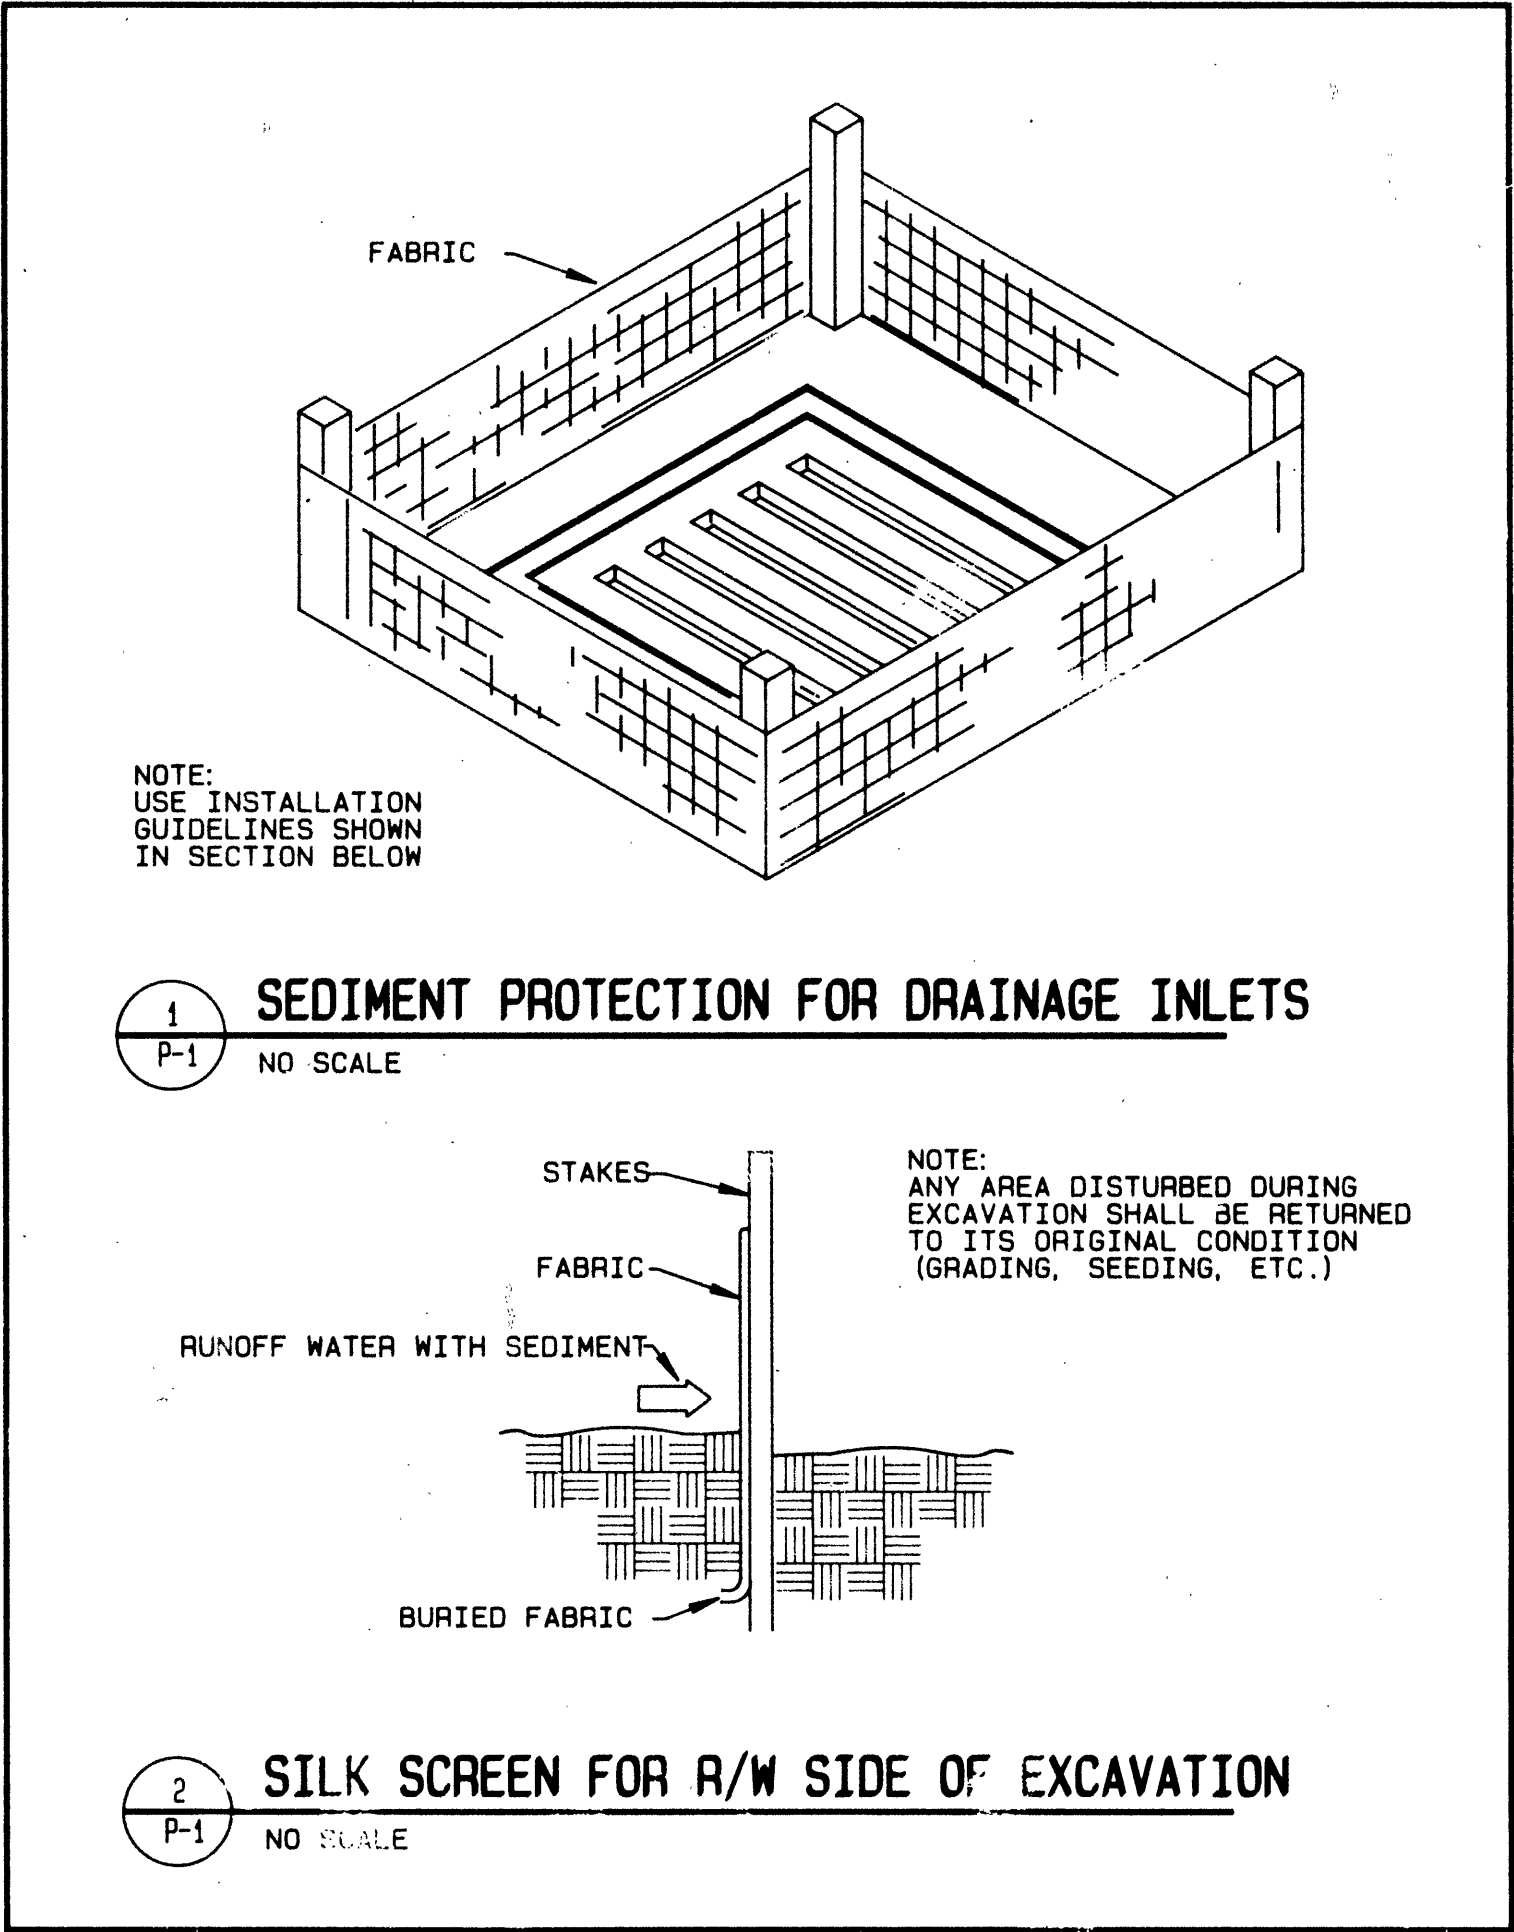 FABRIC
NOTE:
USE INSTALLATION
GUIDELINES SHOWN
IN SECTION BELOW
1
P-1
SEDIMENT PROTECTION FOR DRAINAGE INLETS
NO SCALE
STAKES
NOTE:
ANY AREA DISTURBED DURING
EXCAVATION SHALL BE RETURNED
TO ITS ORIGINAL CONDITION
(GRADING, SEEDING, ETC.)
FABRIC
RUNOFF WATER WITH SEDIMENT
BURIED FABRIC
2
P-1
SILK SCREEN FOR R/W SIDE OF EXCAVATION
NO SCALE